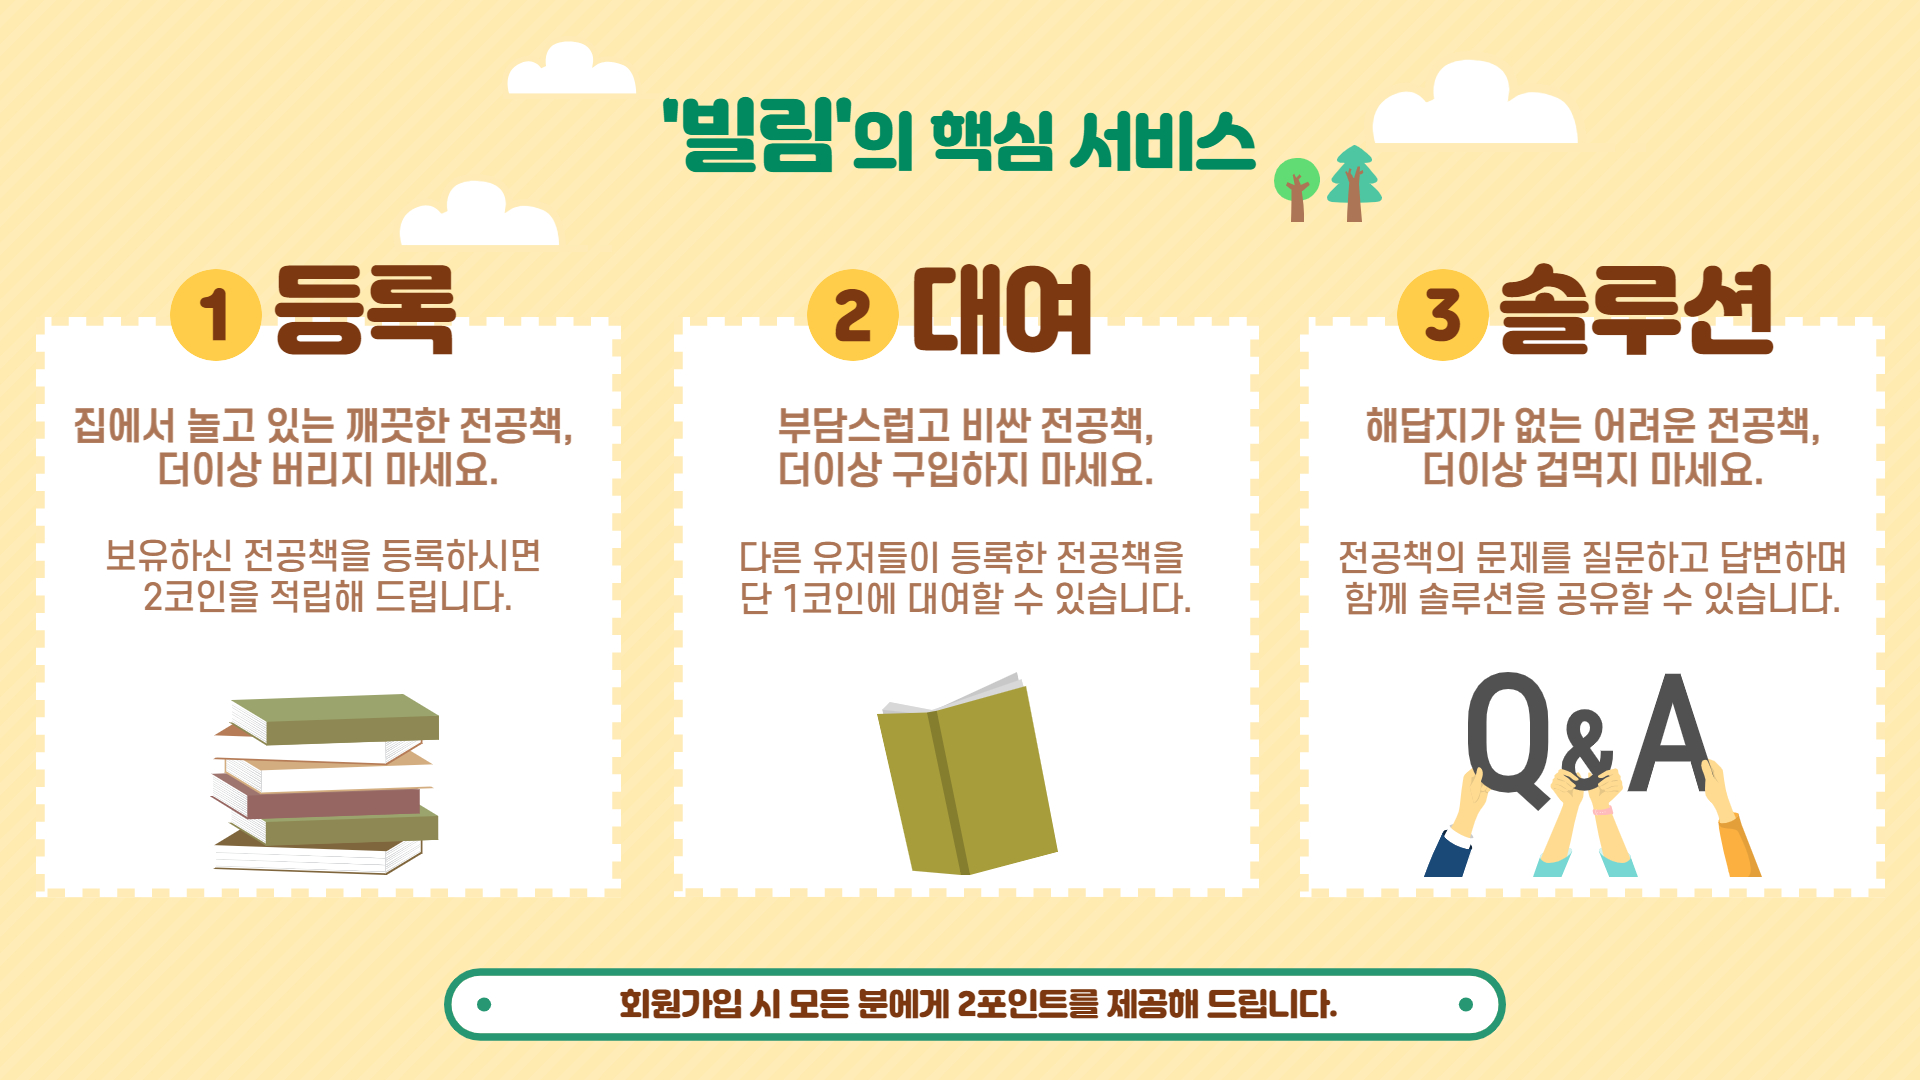 '빌림'의 핵심 서비스
1 등록
집에서 놀고 있는 깨끗한 전공책,
더이상 버리지 마세요.
보유하신 전공책을 등록하시면
2코인을 적립해 드립니다.
2 대여
부담스럽고 비싼 전공책,
더이상 구입하지 마세요.
다른 유저들이 등록한 전공책을
단 1코인에 대여할 수 있습니다.
3 솔루션
해답지가 없는 어려운 전공책,
더이상 겁먹지 마세요.
전공책의 문제를 질문하고 답변하며
함께 솔루션을 공유할 수 있습니다.
Q&A
회원가입 시 모든 분에게 2포인트를 제공해 드립니다.